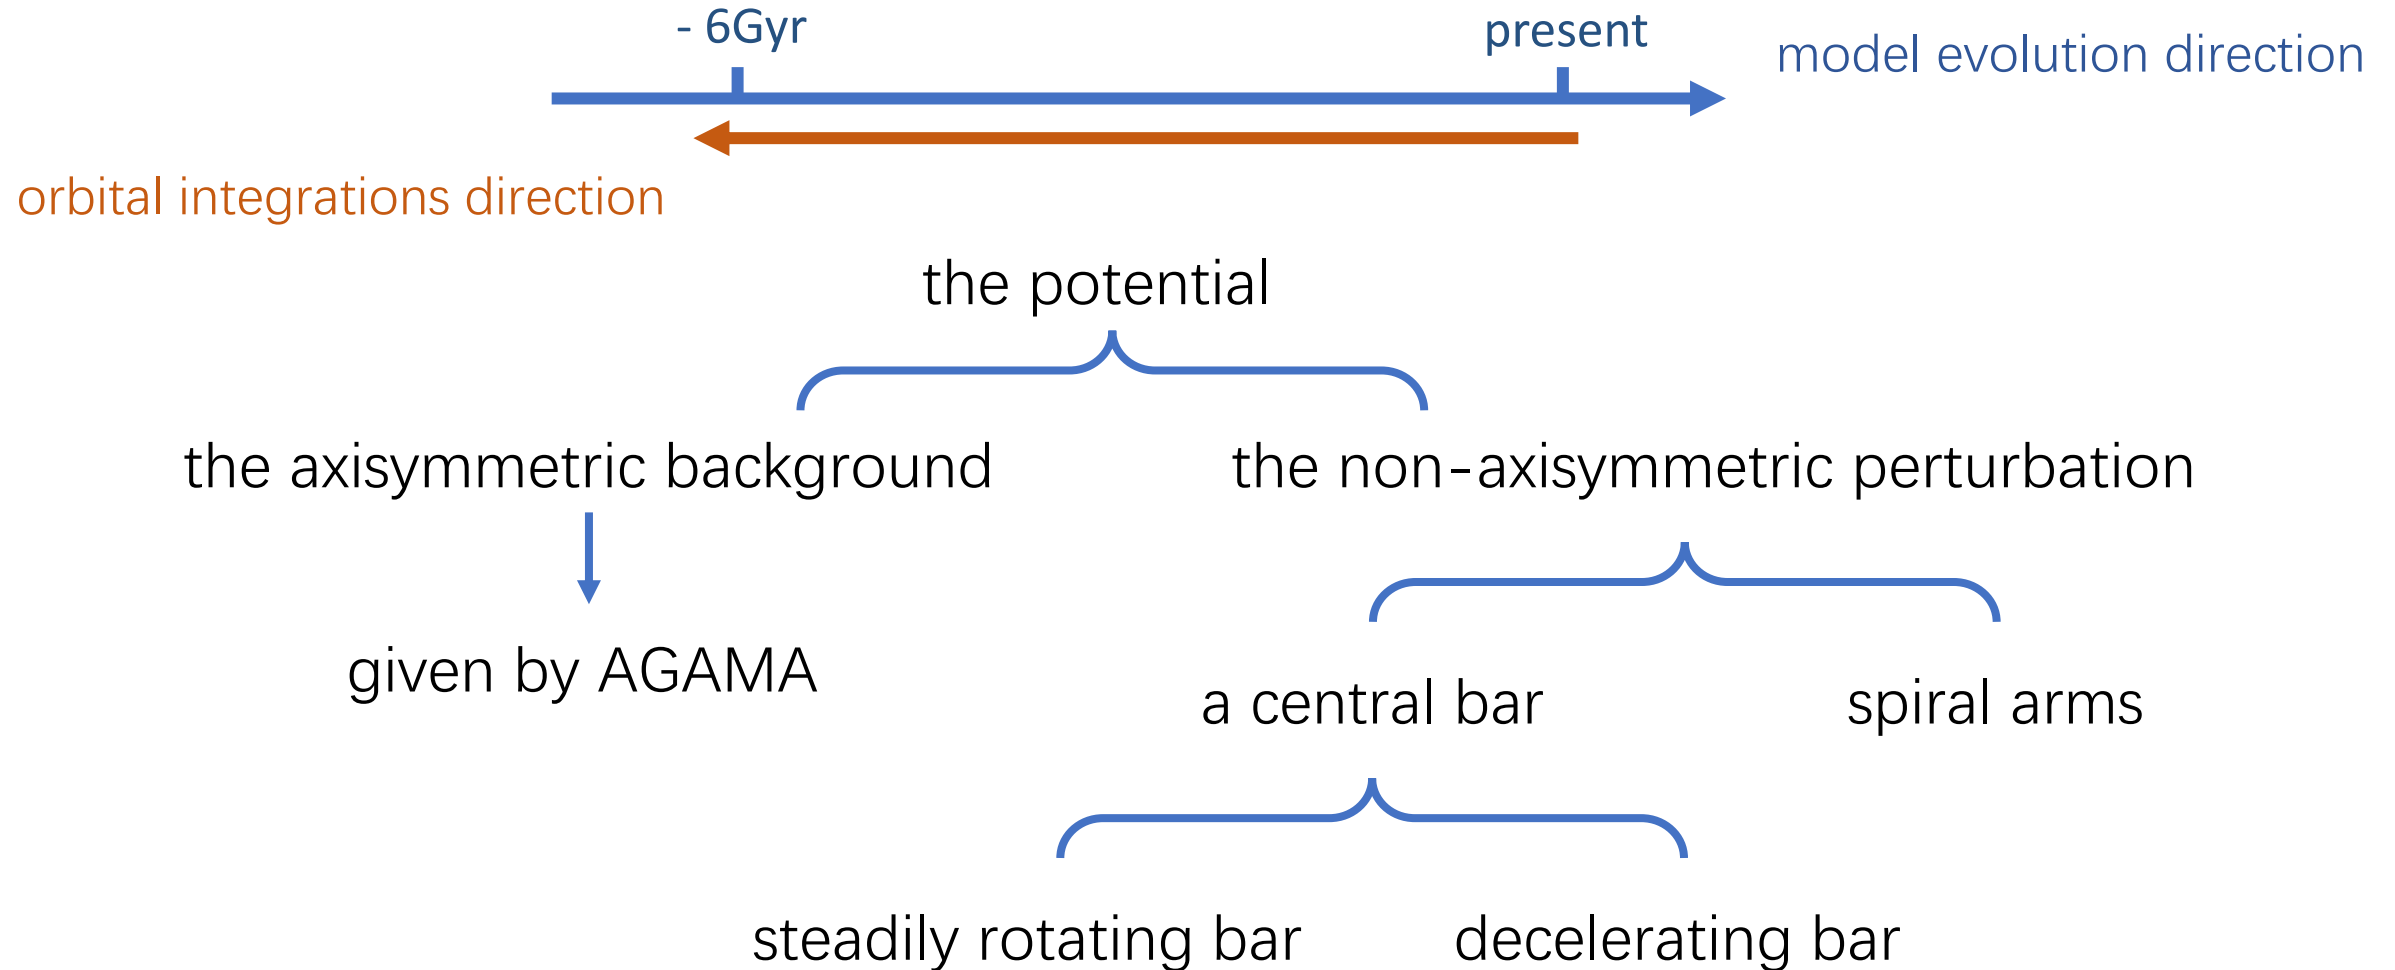 - 6Gyr
present
model evolution direction
orbital integrations direction
the potential
the axisymmetric background
the non-axisymmetric perturbation
given by AGAMA
a central bar
spiral arms
steadily rotating bar
decelerating bar